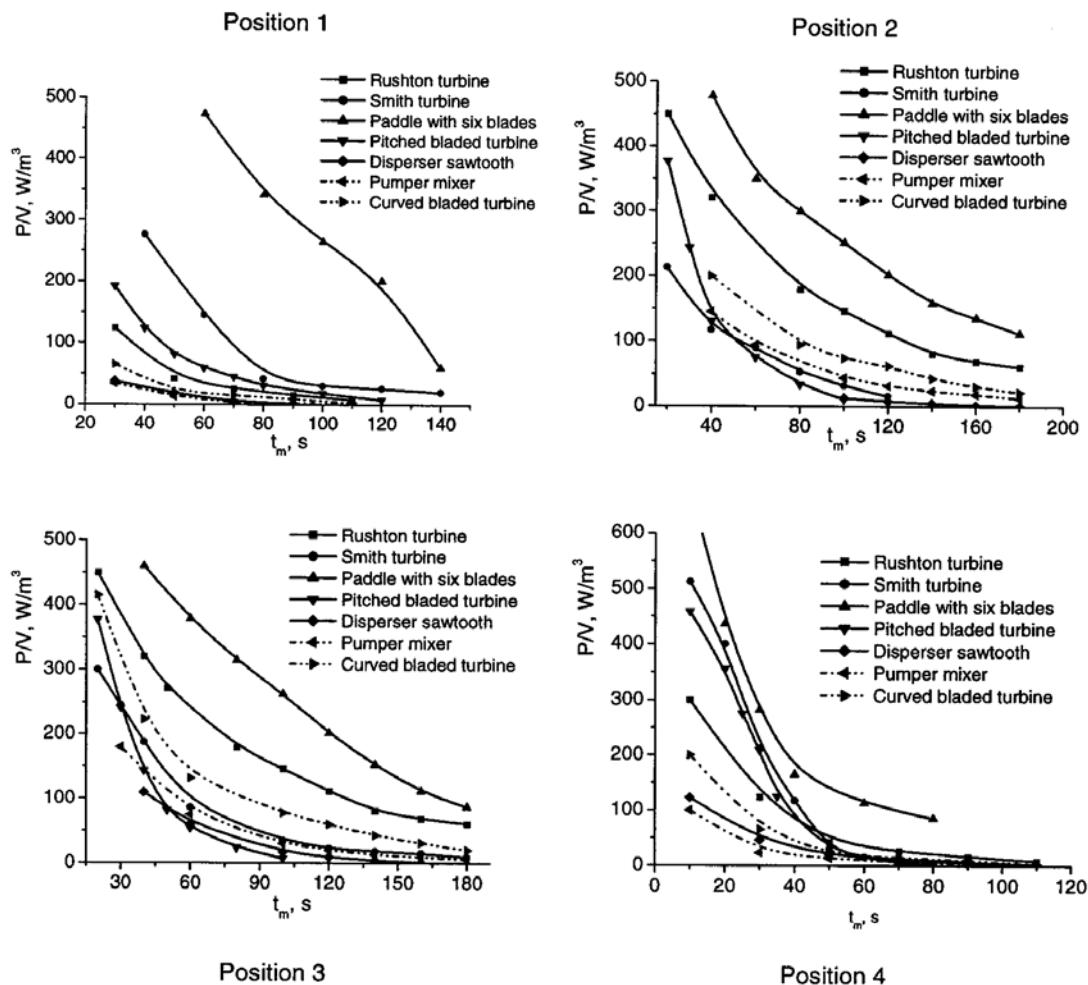 Position 1
Rushton turbine
Smith turbine
Paddle with six blades
Pitched bladed turbine
Disperser sawtooth
Pumper mixer
Curved bladed turbine
P/V, W/m³
500
400
300
200
100
0
20 40 60 80 100 120 140
tₘ, s
Position 2
Rushton turbine
Smith turbine
Paddle with six blades
Pitched bladed turbine
Disperser sawtooth
Pumper mixer
Curved bladed turbine
P/V, W/m³
500
400
300
200
100
0
40 80 120 160 200
tₘ, s
Rushton turbine
Smith turbine
Paddle with six blades
Pitched bladed turbine
Disperser sawtooth
Pumper mixer
Curved bladed turbine
P/V, W/m³
500
400
300
200
100
0
30 60 90 120 150 180
tₘ, s
Position 3
Rushton turbine
Smith turbine
Paddle with six blades
Pitched bladed turbine
Disperser sawtooth
Pumper mixer
Curved bladed turbine
P/V, W/m³
600
500
400
300
200
100
0
0 20 40 60 80 100 120
tₘ, s
Position 4